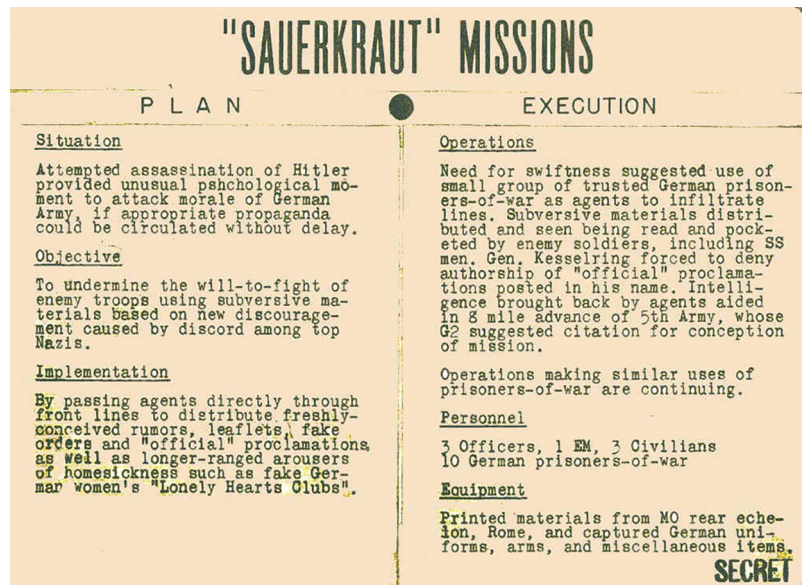 "SAUERKRAUT" MISSIONS
PLAN
Situation
Attempted assassination of Hitler
provided unusual pshchological mo-
ment to attack morale of German
Army, if appropriate propaganda
could be circulated without delay.
Objective
To undermine the will-to-fight of
enemy troops using subversive ma-
terials based on new discourage-
ment caused by discord among top
Nazis.
Implementation
By passing agents directly through
front lines to distribute freshly-
conceived rumors, leaflets, fake
orders and "official" proclamations,
as well as longer-ranged arousers
of homesickness such as fake Ger-
man women's "Lonely Hearts Clubs".
EXECUTION
Operations
Need for swiftness suggested use of
small group of trusted German prison-
ers-of-war as agents to infiltrate
lines. Subversive materials distri-
buted and seen being read and pock-
eted by enemy soldiers, including SS
men. Gen. Kesselring forced to deny
authorship of "official" proclama-
tions posted in his name. Intelli-
gence brought back by agents aided
in 8 mile advance of 5th Army, whose
G2 suggested citation for conception
of mission.
Operations making similar uses of
prisoners-of-war are continuing.
Personnel
3 Officers, 1 EM, 3 Civilians
10 German prisoners-of-war
Equipment
Printed materials from MO rear eche-
lon, Rome, and captured German uni-
forms, arms, and miscellaneous items.
SECRET